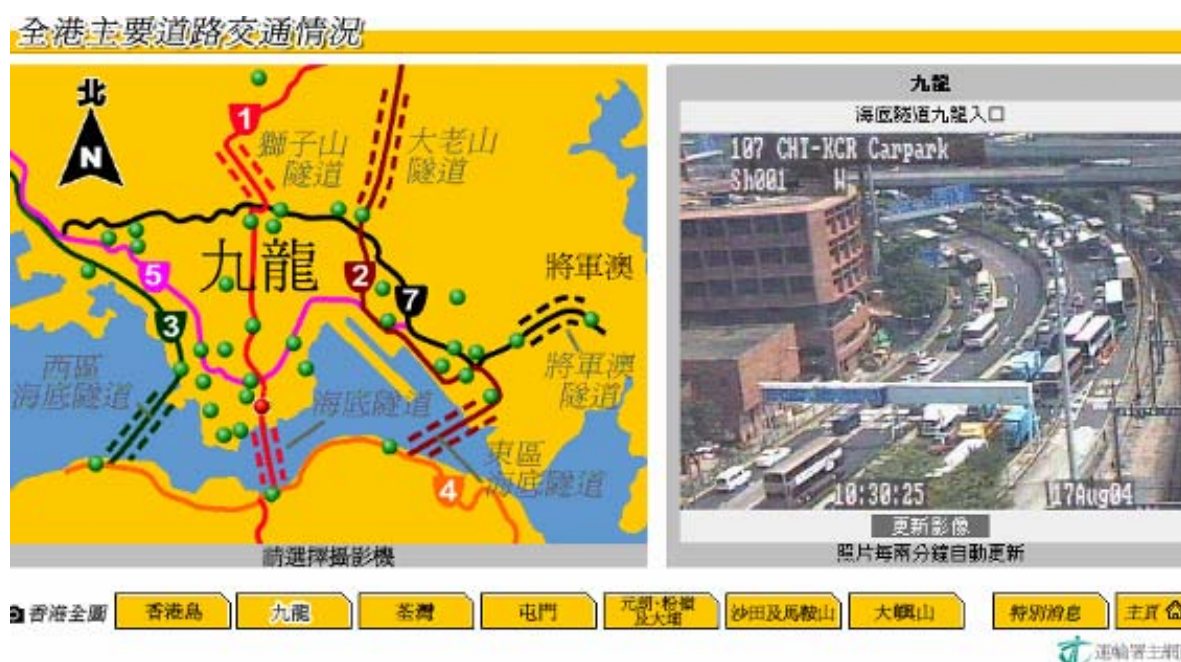 全港主要道路交通情況
北
N
1
獅子山
隧道
大老山
隧道
九龍
2
將軍澳
5
7
3
西區
海底隧道
將軍澳
隧道
海底隧道
東區
海底隧道
4
請選擇攝影機
九龍
海底隧道九龍入口
107 CHT-KCR Carpark
Sh001 W
10:30:25 17Aug04
更新影像
照片每兩分鐘自動更新
香港全圖 香港島 九龍 荃灣 屯門 元朗·粉嶺及大埔 沙田及馬鞍山 大嶼山 特別消息 主頁
運輸署主網